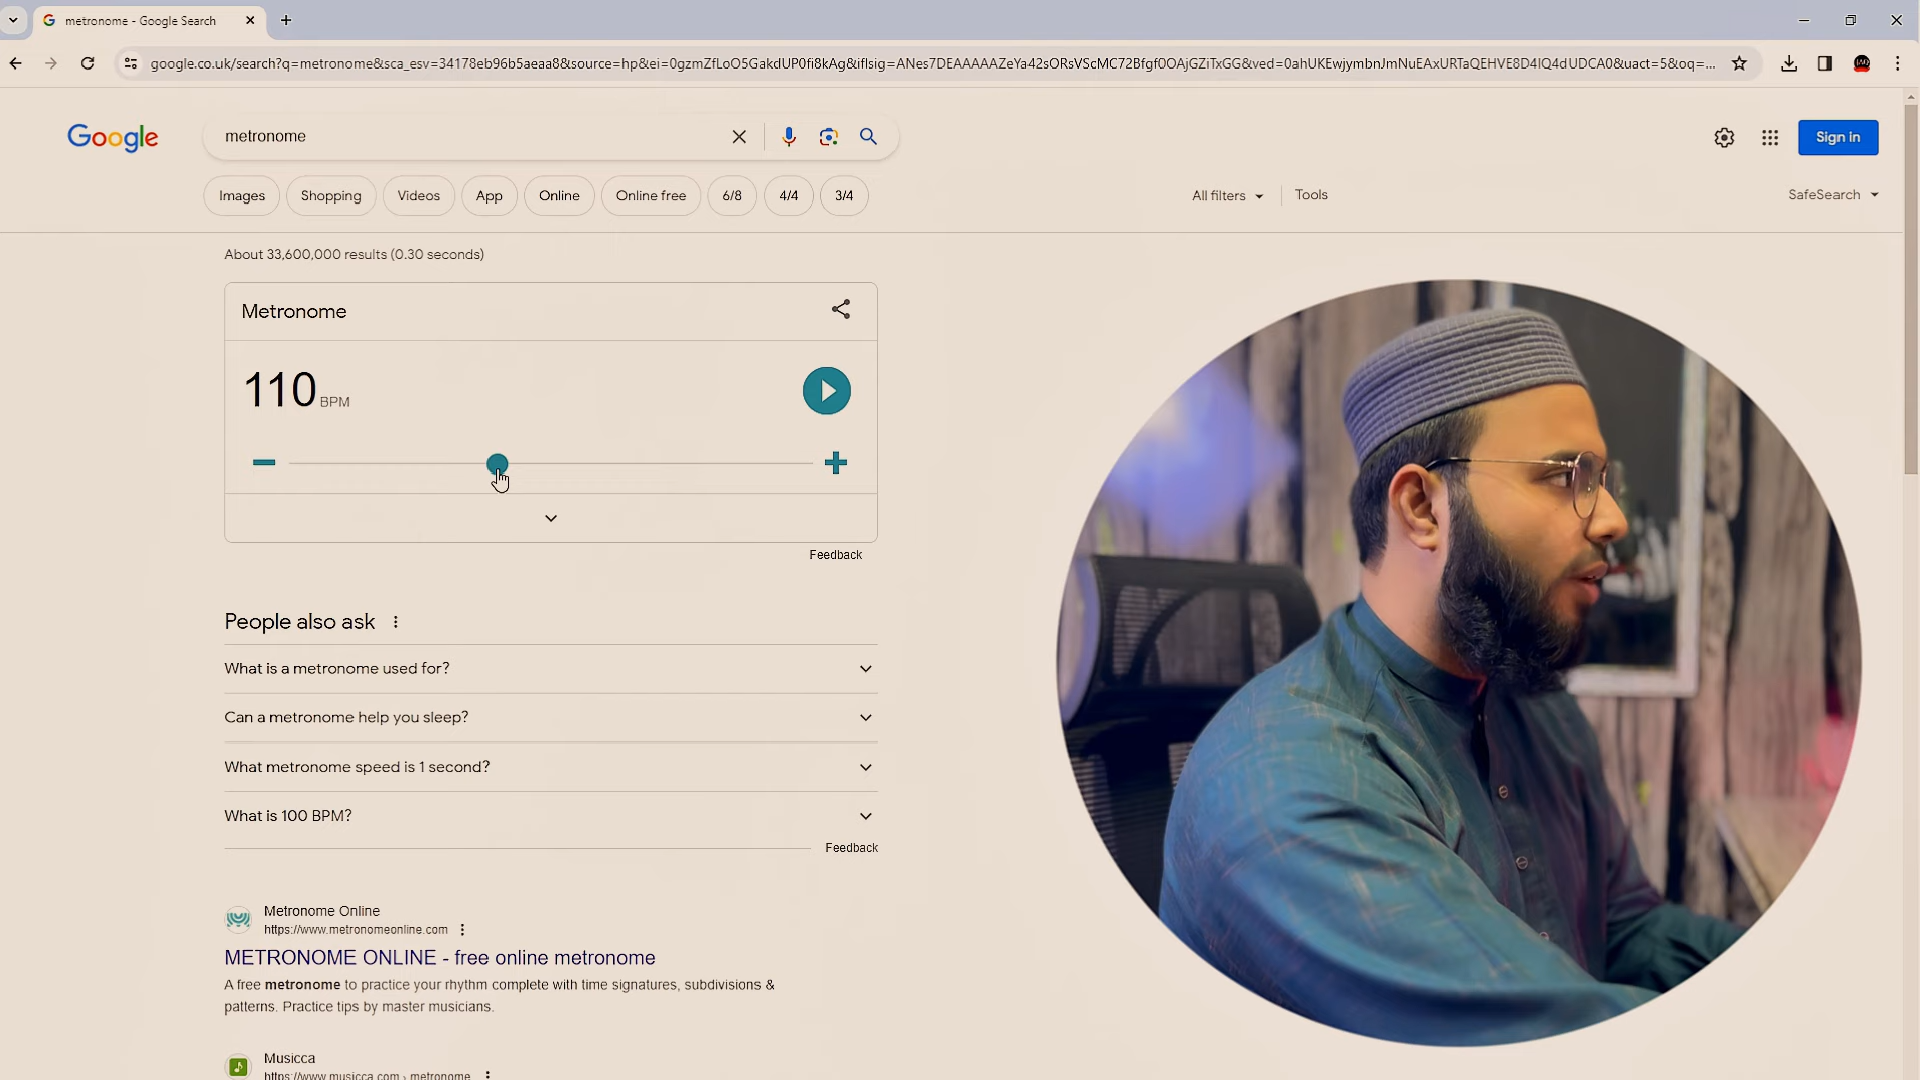 metronome - Google Search
google.co.uk/search?q=metronome&sca_esv=34178eb96b5aeaa8&source=hp&ei=0gzmZfLoO5GakdUP0fi8kAg&iflsig=ANes7DEAAAAAZeYa42sORsVScMC72Bfgf0OAjGZiTxGG&ved=0ahUKEwjymbnJmNuEAxURTaQEHVE8D4IQ4dUDCA0&uact=5&oq=...
Google
metronome
Sign in
Images
Shopping
Videos
App
Online
Online free
6/8
4/4
3/4
All filters
Tools
SafeSearch
About 33,600,000 results (0.30 seconds)
Metronome
110 BPM
Feedback
People also ask
What is a metronome used for?
Can a metronome help you sleep?
What metronome speed is 1 second?
What is 100 BPM?
Feedback
Metronome Online
https://www.metronomeonline.com
METRONOME ONLINE - free online metronome
A free metronome to practice your rhythm complete with time signatures, subdivisions &
patterns. Practice tips by master musicians.
Musicca
https://www.musicca.com › metronome